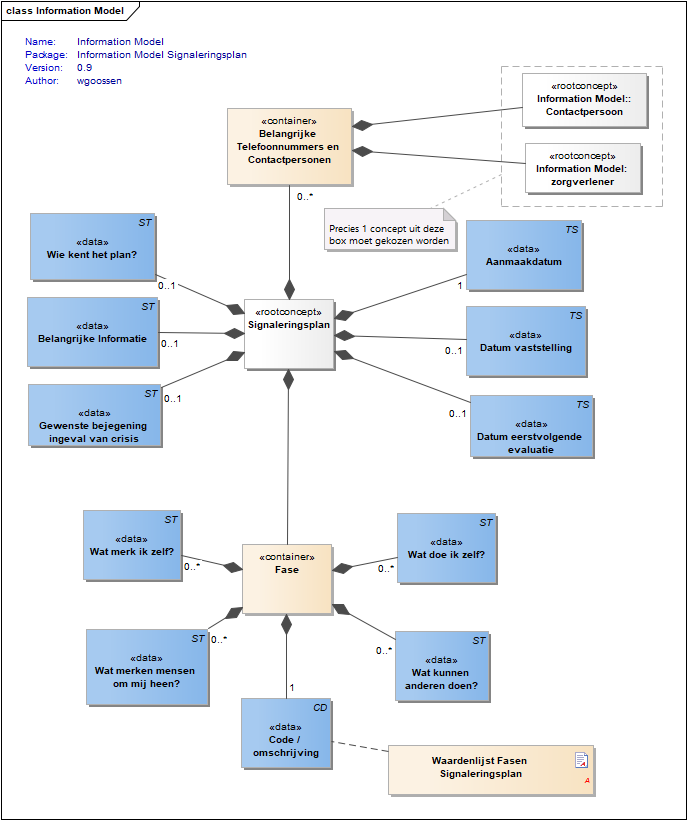 class Information Model
Name: Information Model
Package: Information Model Signaleringsplan
Version: 0.9
Author: wgoossen
«container»
Belangrijke
Telefoonnummers en
Contactpersonen
0..*
«rootconcept»
Information Model::
Contactpersoon
«rootconcept»
Information Model:
zorgverlener
Precies 1 concept uit deze
box moet gekozen worden
ST
«data»
Wie kent het plan?
0..1
ST
«data»
Belangrijke Informatie
0..1
ST
«data»
Gewenste bejegening
ingeval van crisis
0..1
«rootconcept»
Signaleringsplan
TS
«data»
Aanmaakdatum
1
TS
«data»
Datum vaststelling
0..1
TS
«data»
Datum eerstvolgende
evaluatie
0..1
ST
«data»
Wat merk ik zelf?
0..*
ST
«data»
Wat merken mensen
om mij heen?
0..*
«container»
Fase
ST
«data»
Wat doe ik zelf?
0..*
ST
«data»
Wat kunnen
anderen doen?
0..*
1
CD
«data»
Code /
omschrijving
Waardenlijst Fasen
Signaleringsplan
A